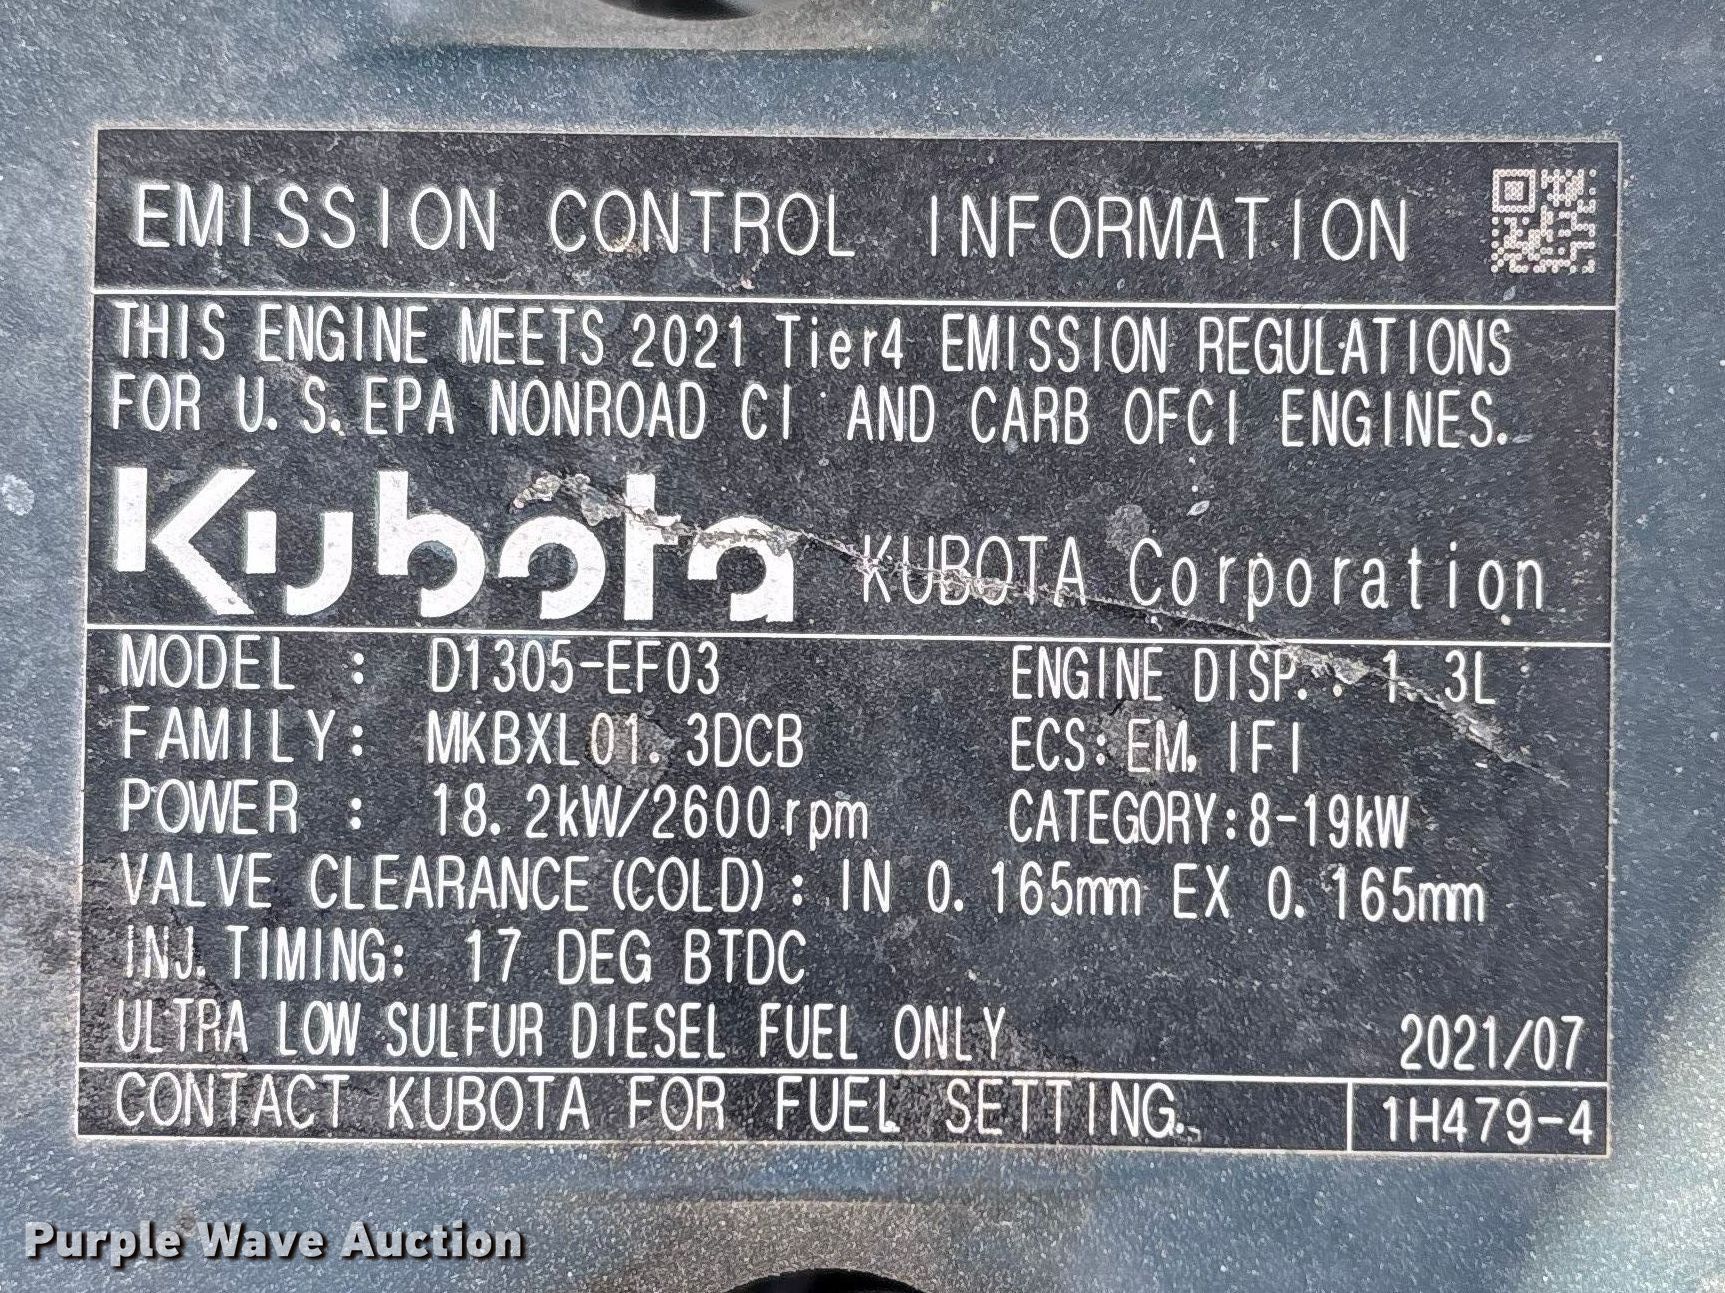 EMISSION CONTROL INFORMATION
THIS ENGINE MEETS 2021 Tier4 EMISSION REGULATIONS
FOR U.S.EPA NONROAD CI AND CARB OFCI ENGINES.
Kubota KUBOTA Corporation
MODEL : D1305-EF03 ENGINE DISP.: 1.3L
FAMILY: MKBXL01.3DCB ECS:EM,IFI
POWER : 18.2kW/2600rpm CATEGORY:8-19kW
VALVE CLEARANCE(COLD): IN 0.165mm EX 0.165mm
INJ.TIMING: 17 DEG BTDC
ULTRA LOW SULFUR DIESEL FUEL ONLY 2021/07
CONTACT KUBOTA FOR FUEL SETTING. 1H479-4
Purple Wave Auction